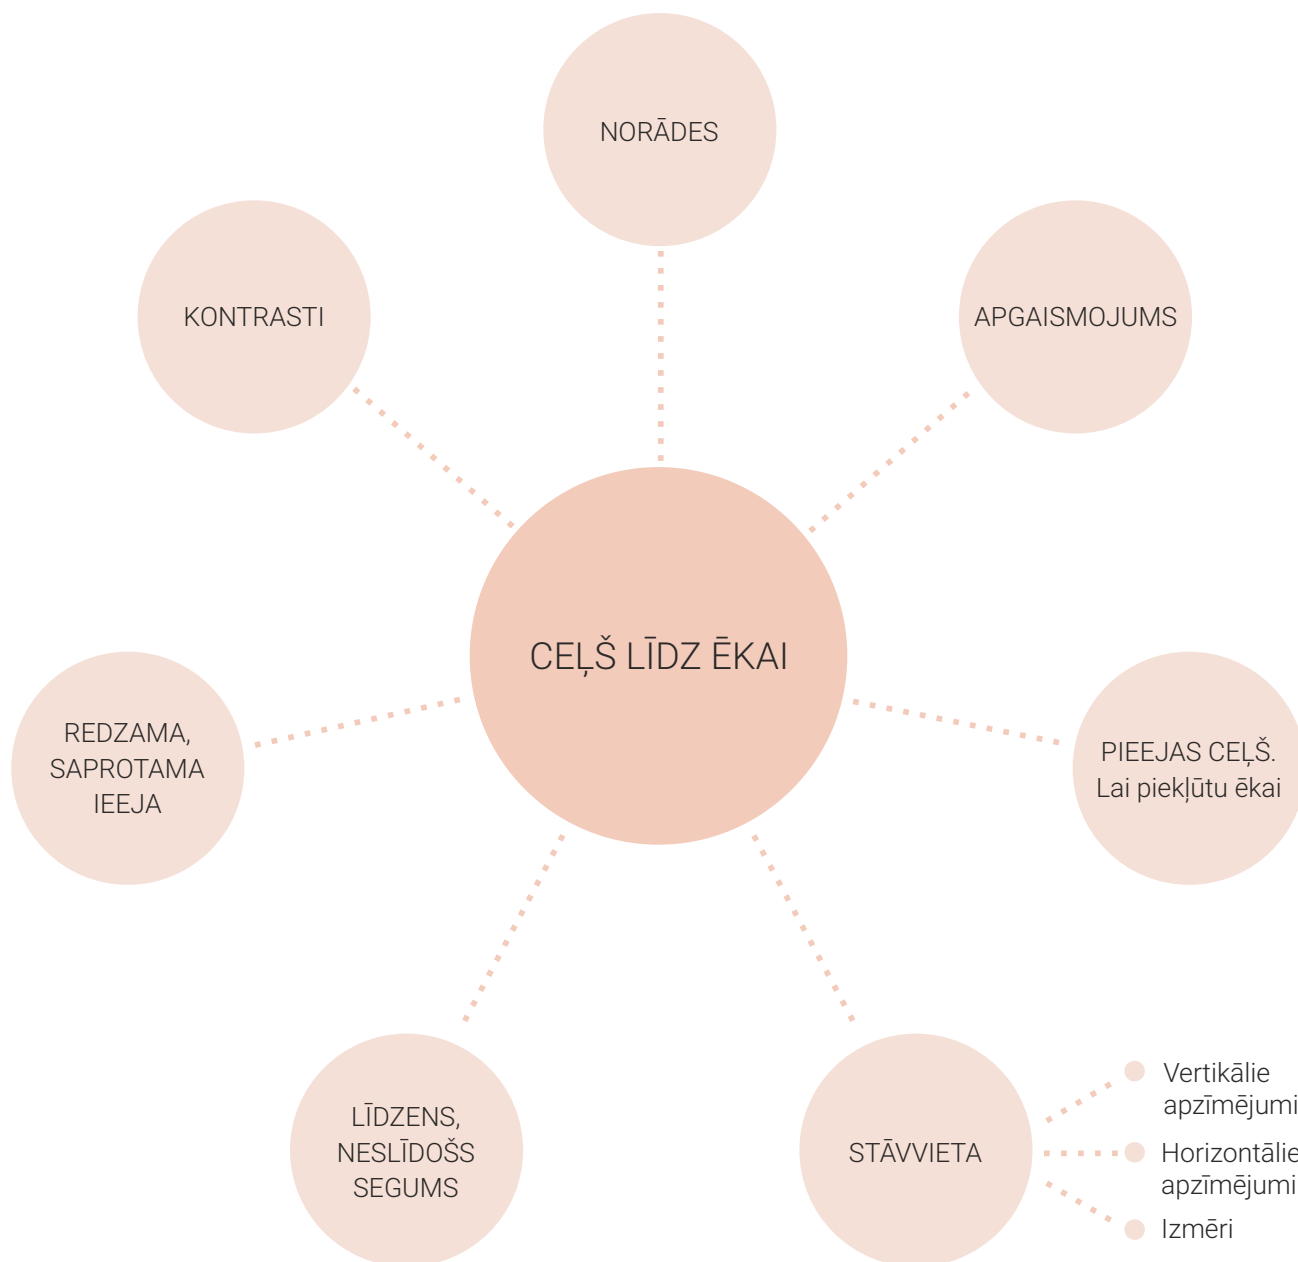 NORĀDES
KONTRASTI
APGAISMOJUMS
CEĻŠ LĪDZ ĒKAI
REDZAMA,
SAPROTAMA
IEEJA
PIEEJAS CEĻŠ.
Lai piekļūtu ēkai
LĪDZENS,
NESLĪDOŠS
SEGUMS
STĀVVIETA
Vertikālie
apzīmējumi
Horizontālie
apzīmējumi
Izmēri